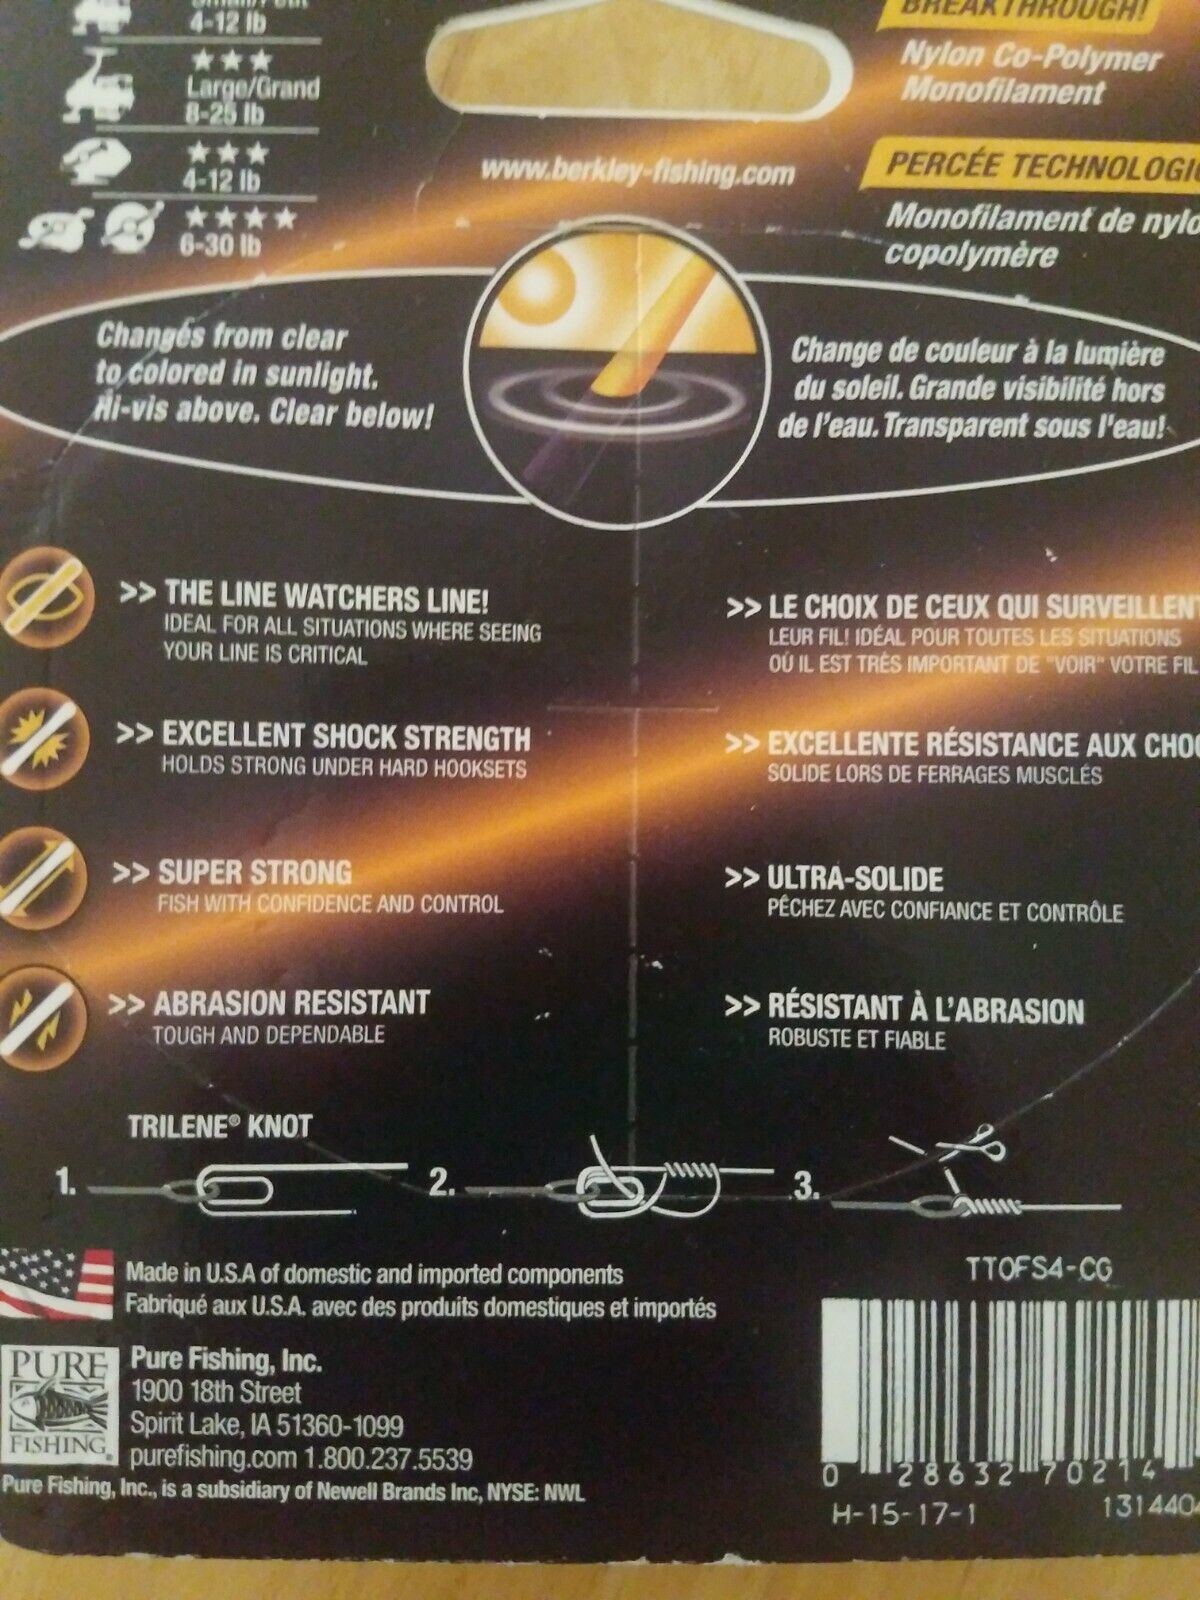 4-12 lb
★★★
Large/Grand
8-25 lb
★★★
4-12 lb
★★★★
6-30 lb
www.berkley-fishing.com
BREAKTHROUGH!
Nylon Co-Polymer
Monofilament
PERCÉE
Monofilament de
copolymère
Changes from clear
to colored in sunlight.
Hi-vis above. Clear below!
Change de couleur à la lumière
du soleil. Grande visibilité hors
de l'eau. Transparent sous l'eau!
>> THE LINE WATCHERS LINE!
IDEAL FOR ALL SITUATIONS WHERE SEEING
YOUR LINE IS CRITICAL
>> EXCELLENT SHOCK STRENGTH
HOLDS STRONG UNDER HARD HOOKSETS
>> SUPER STRONG
FISH WITH CONFIDENCE AND CONTROL
>> ABRASION RESISTANT
TOUGH AND DEPENDABLE
>> LE CHOIX DE CEUX QUI SURVEILLENT
LEUR FIL! IDÉAL POUR TOUTES LES SITUATIONS
OÙ IL EST TRÉS IMPORTANT DE "VOIR" VOTRE FIL
>> EXCELLENTE RÉSISTANCE AUX
SOLIDE LORS DE FERRAGES MUSCLÉS
>> ULTRA-SOLIDE
PÊCHEZ AVEC CONFIANCE ET CONTRÔLE
>> RÉSISTANT À L'ABRASION
ROBUSTE ET FIABLE
TRILENE® KNOT
1. 2. 3.
Made in U.S.A of domestic and imported components
Fabriqué aux U.S.A. avec des produits domestiques et importés
PURE
FISHING®
Pure Fishing, Inc.
1900 18th Street
Spirit Lake, IA 51360-1099
purefishing.com 1.800.237.5539
Pure Fishing, Inc., is a subsidiary of Newell Brands Inc, NYSE: NWL
TTOFS4-CG
0 28632 70214
H-15-17-1